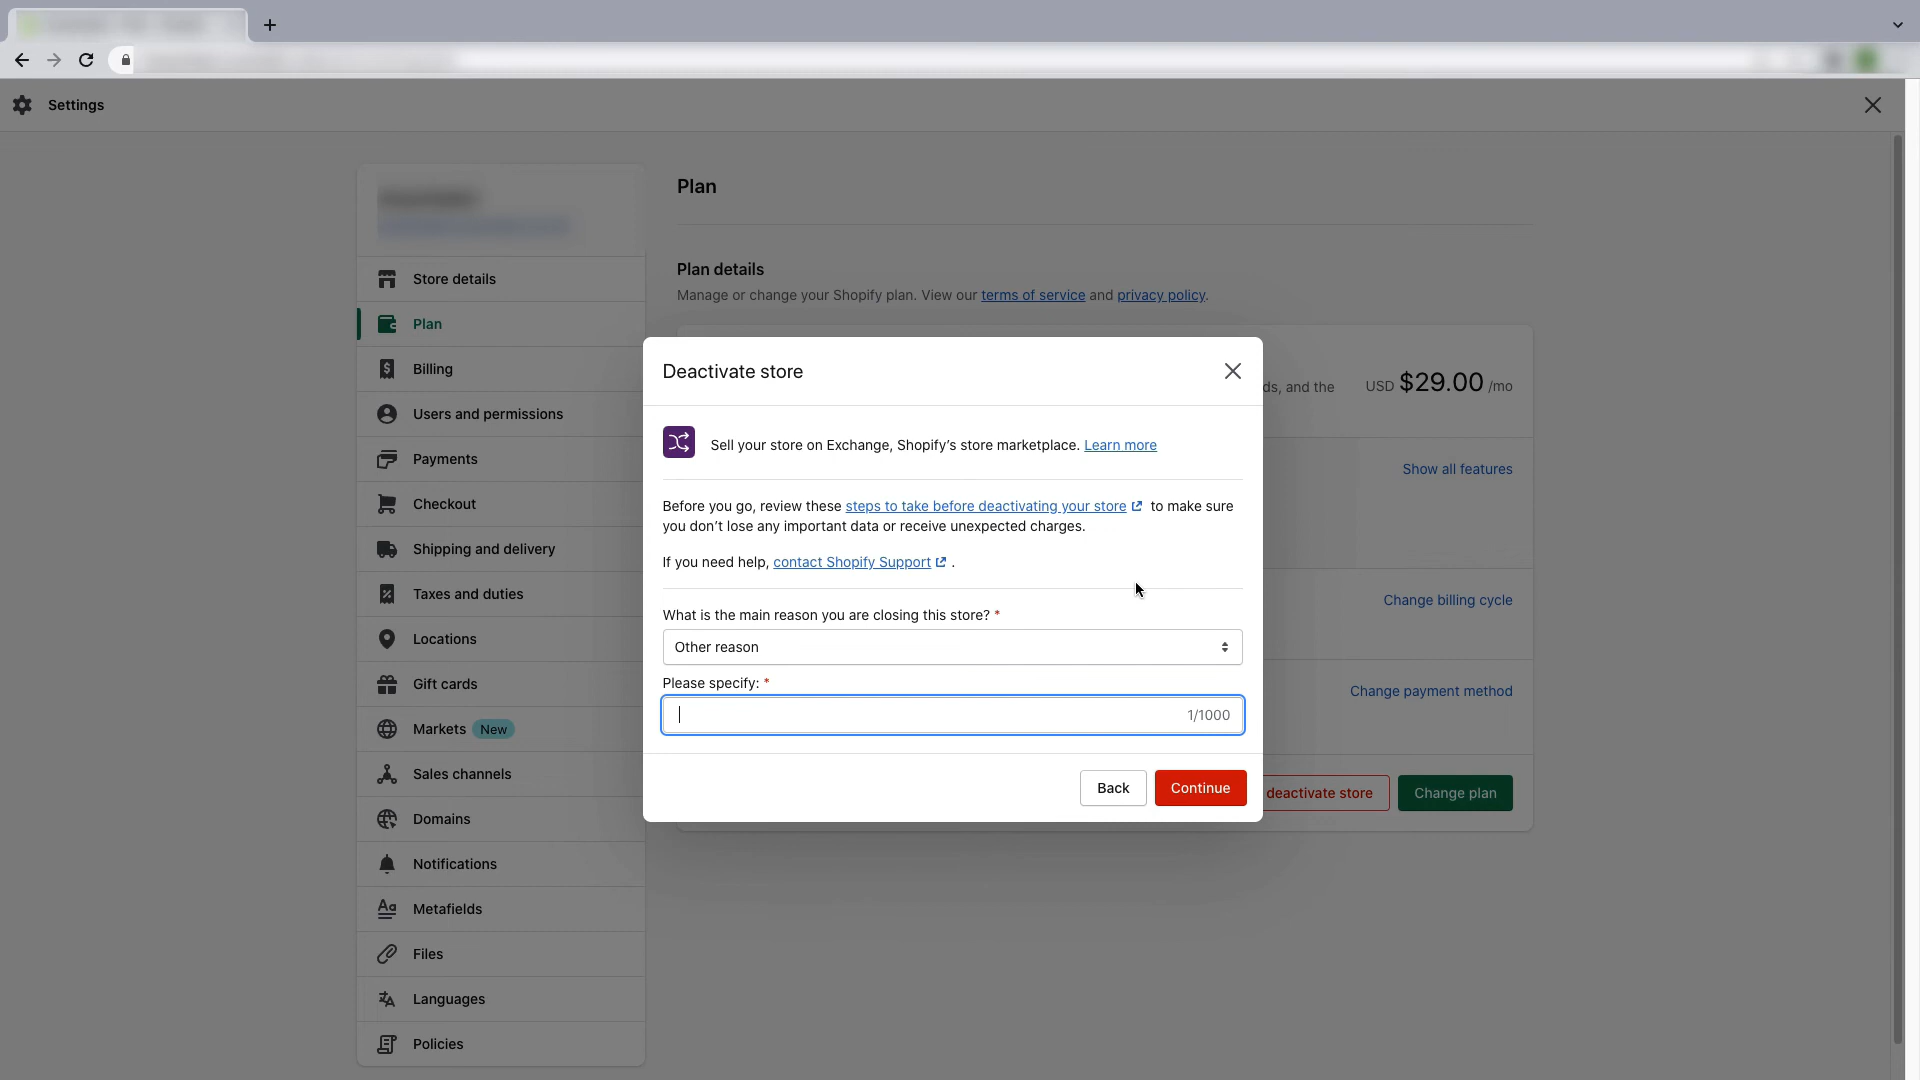 Settings
Plan
Plan details
Manage or change your Shopify plan. View our terms of service and privacy policy.
Store details
Plan
Billing
Users and permissions
Payments
Checkout
Shipping and delivery
Taxes and duties
Locations
Gift cards
Markets New
Sales channels
Domains
Notifications
Metafields
Files
Languages
Policies
ds, and the
USD $29.00 /mo
Show all features
Change billing cycle
Change payment method
deactivate store
Change plan
Deactivate store
Sell your store on Exchange, Shopify’s store marketplace. Learn more
Before you go, review these steps to take before deactivating your store to make sure
you don’t lose any important data or receive unexpected charges.
If you need help, contact Shopify Support .
What is the main reason you are closing this store? *
Other reason
Please specify: *
1/1000
Back
Continue